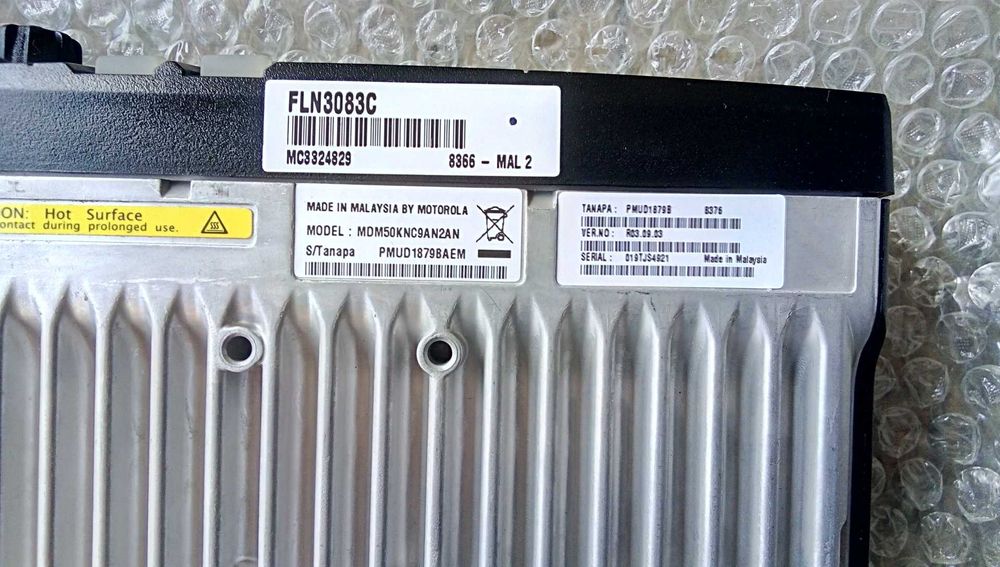 FLN3083C
MC3324829 8366 - MAL 2
ON: Hot Surface
ontact during prolonged use.
MADE IN MALAYSIA BY MOTOROLA
MODEL : MDM50KNC9AN2AN
S/Tanapa PMUD1879BAEM
TANAPA : PMUD1879B B376
VER.NO : R03.09.03
SERIAL : 019TJS4921 Made in Malaysia